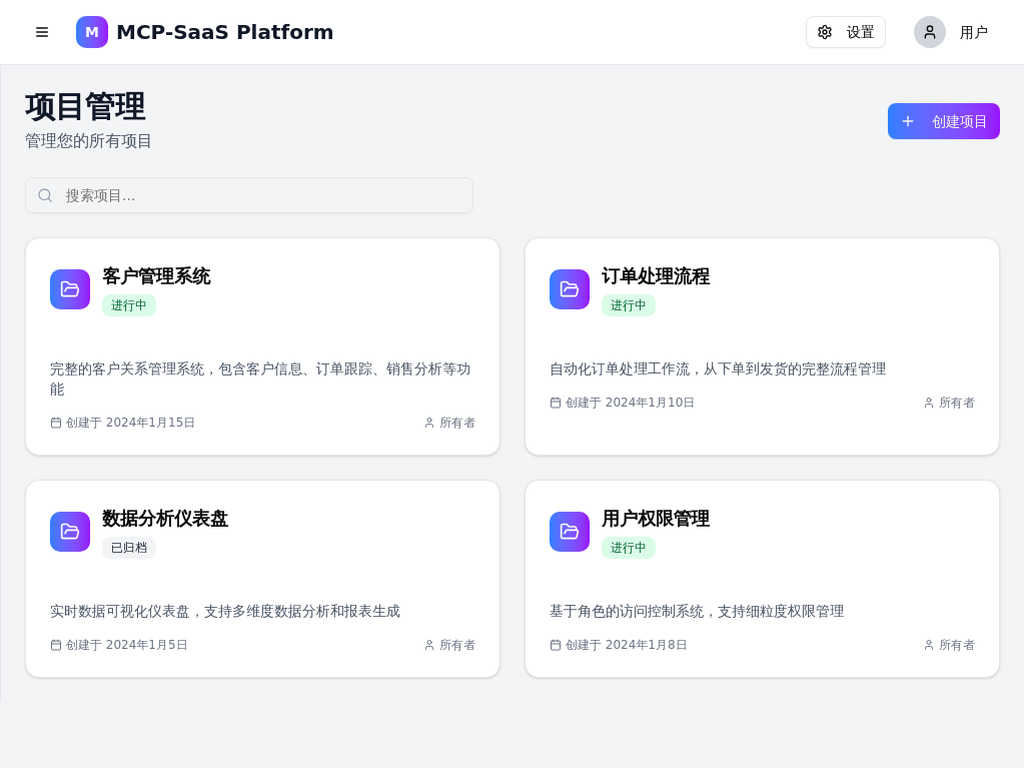 M MCP-SaaS Platform 设置 用户
项目管理
管理您的所有项目
创建项目
搜索项目...
客户管理系统
进行中
完整的客户关系管理系统，包含客户信息、订单跟踪、销售分析等功
能
创建于 2024年1月15日 所有者
订单处理流程
进行中
自动化订单处理工作流，从下单到发货的完整流程管理
创建于 2024年1月10日 所有者
数据分析仪表盘
已归档
实时数据可视化仪表盘，支持多维度数据分析和报表生成
创建于 2024年1月5日 所有者
用户权限管理
进行中
基于角色的访问控制系统，支持细粒度权限管理
创建于 2024年1月8日 所有者